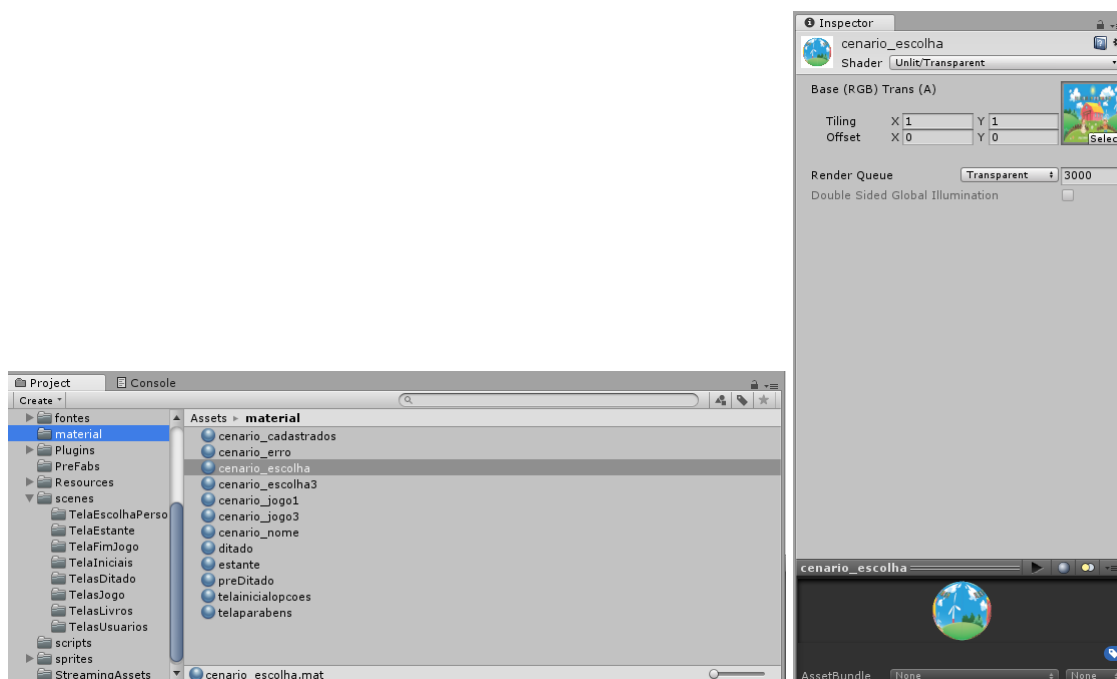 Inspector
cenario_escolha
Shader Unlit/Transparent
Base (RGB) Trans (A)
Tiling X 1 Y 1
Offset X 0 Y 0
Selec
Render Queue Transparent 3000
Double Sided Global Illumination
Project Console
Create
fontes
material
Plugins
PreFabs
Resources
scenes
TelaEscolhaPerso
TelaEstante
TelaFimJogo
TelaIniciais
TelasDitado
TelasJogo
TelasLivros
TelasUsuarios
scripts
sprites
StreamingAssets
Assets material
cenario_cadastrados
cenario_erro
cenario_escolha
cenario_escolha3
cenario_jogo1
cenario_jogo3
cenario_nome
ditado
estante
preDitado
telainicialopcoes
telaparabens
cenario_escolha.mat
cenario_escolha
AssetBundle None None